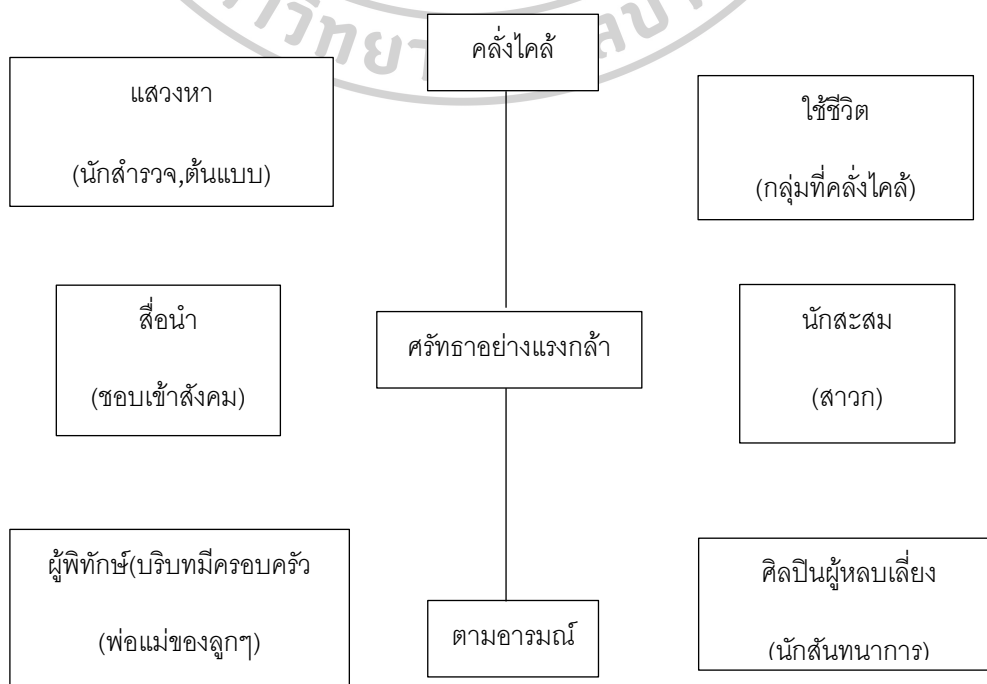 คลั่งไคล้
แสวงหา
(นักสำรวจ,ต้นแบบ)
ใช้ชีวิต
(กลุ่มที่คลั่งไคล้)
สื่อนำ
(ชอบเข้าสังคม)
ศรัทธาอย่างแรงกล้า
นักสะสม
(สาวก)
ผู้พิทักษ์(บริบทมีครอบครัว
(พ่อแม่ของลูกๆ)
ตามอารมณ์
ศิลปินผู้หลบเลี่ยง
(นักสันทนาการ)